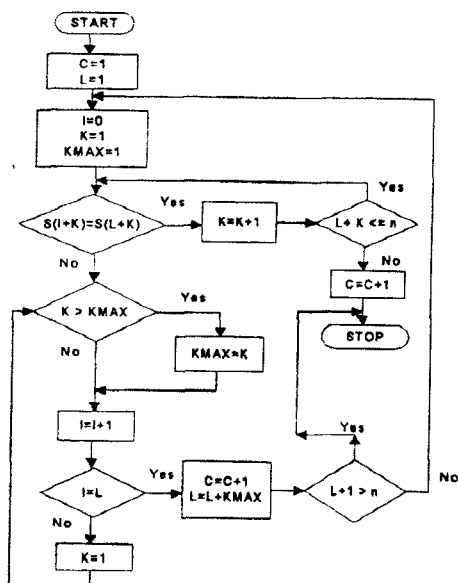 START
C=1
L=1
I=0
K=1
KMAX=1
S(I+K)=S(L+K)
Yes
K=K+1
Yes
L+K <= n
No
No
C=C+1
STOP
K > KMAX
Yes
No
KMAX=K
I=I+1
I=L
Yes
C=C+1
L=L+KMAX
Yes
L+1 > n
No
No
K=1